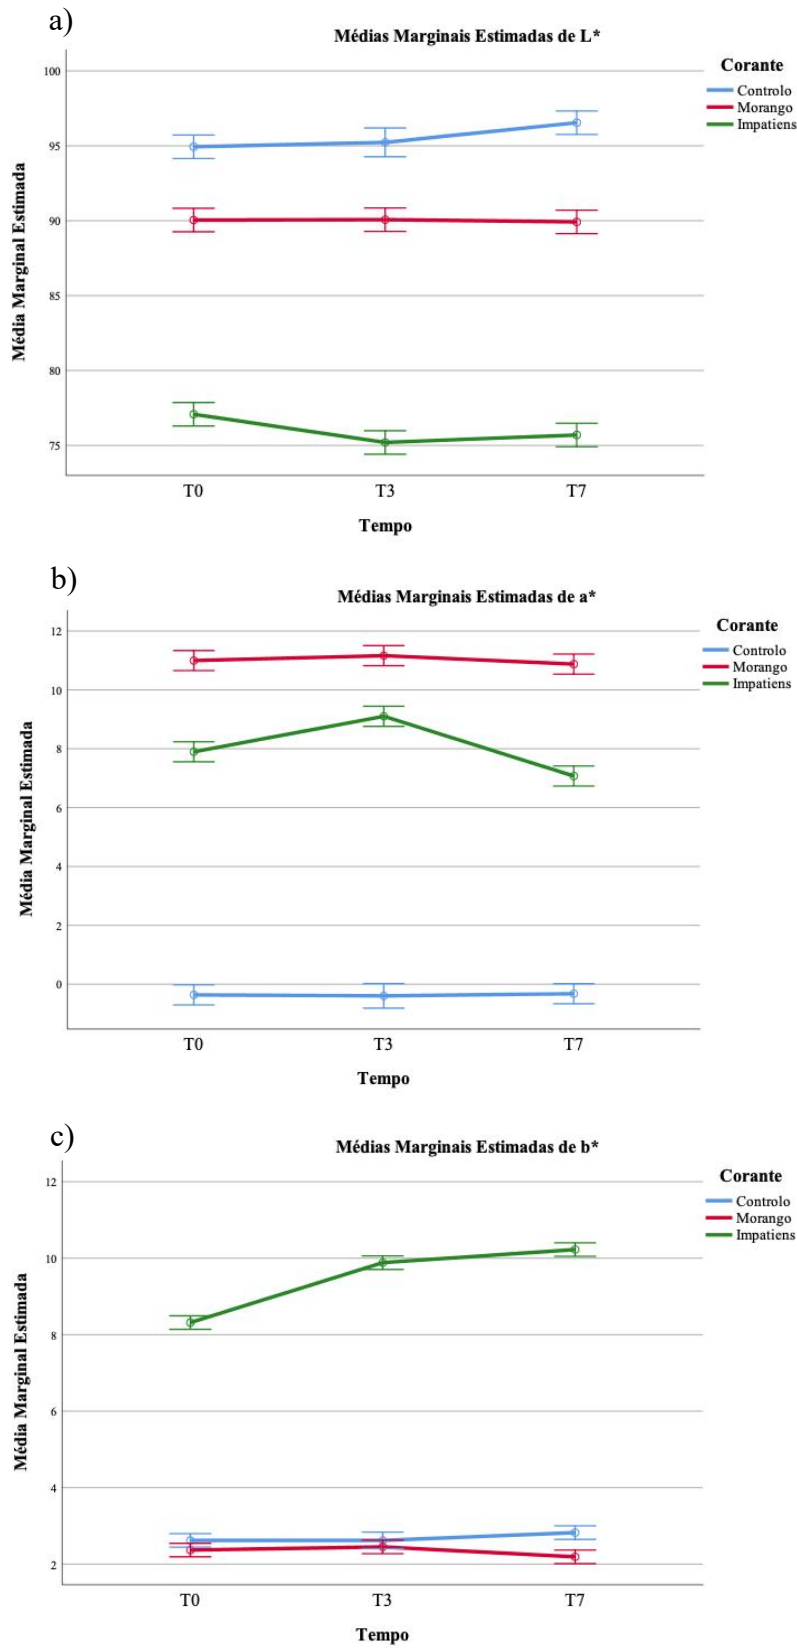 a)
Médias Marginais Estimadas de L*
Corante
Controlo
Morango
Impatiens
Média Marginal Estimada
100
95
90
85
80
75
T0 T3 T7
Tempo
b)
Médias Marginais Estimadas de a*
Corante
Controlo
Morango
Impatiens
Média Marginal Estimada
12
10
8
6
4
2
0
T0 T3 T7
Tempo
c)
Médias Marginais Estimadas de b*
Corante
Controlo
Morango
Impatiens
Média Marginal Estimada
12
10
8
6
4
2
T0 T3 T7
Tempo